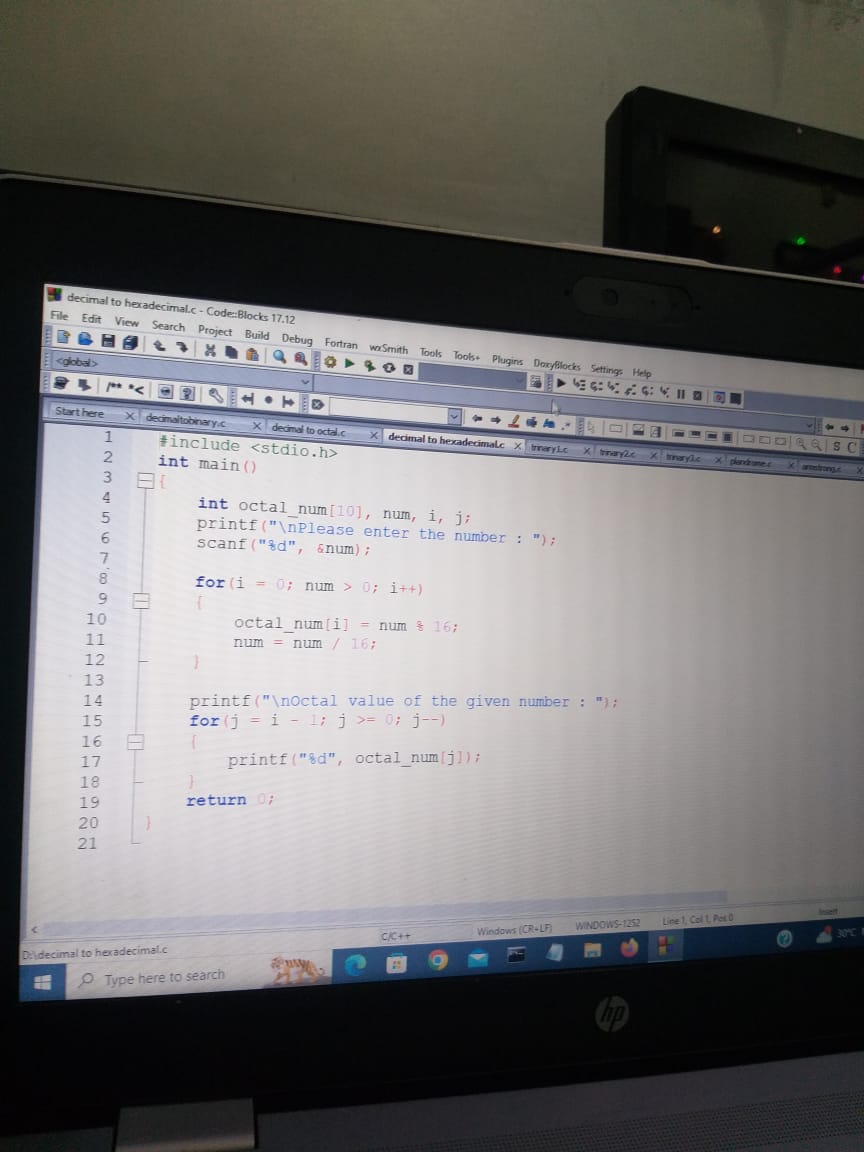 decimal to hexadecimal.c - Code::Blocks 17.12
File Edit View Search Project Build Debug Fortran wxSmith Tools Tools+ Plugins DoxyBlocks Settings Help
<global>
Start here decimaltobinary.c decimal to octal.c decimal to hexadecimal.c trinary1.c trinary2.c trinary3.c plandrome.c armstrong.c
1 #include <stdio.h>
2 int main()
3 {
4 int octal_num[10], num, i, j;
5 printf("\nPlease enter the number : ");
6 scanf("%d", &num);
7
8 for(i = 0; num > 0; i++)
9 {
10 octal_num[i] = num % 16;
11 num = num / 16;
12 }
13
14 printf("\nOctal value of the given number : ");
15 for(j = i - 1; j >= 0; j--)
16 {
17 printf("%d", octal_num[j]);
18 }
19 return 0;
20 }
21
D:\decimal to hexadecimal.c C/C++ Windows (CR+LF) WINDOWS-1252 Line 1, Col 1, Pos 0 Insert
Type here to search 30°C
hp